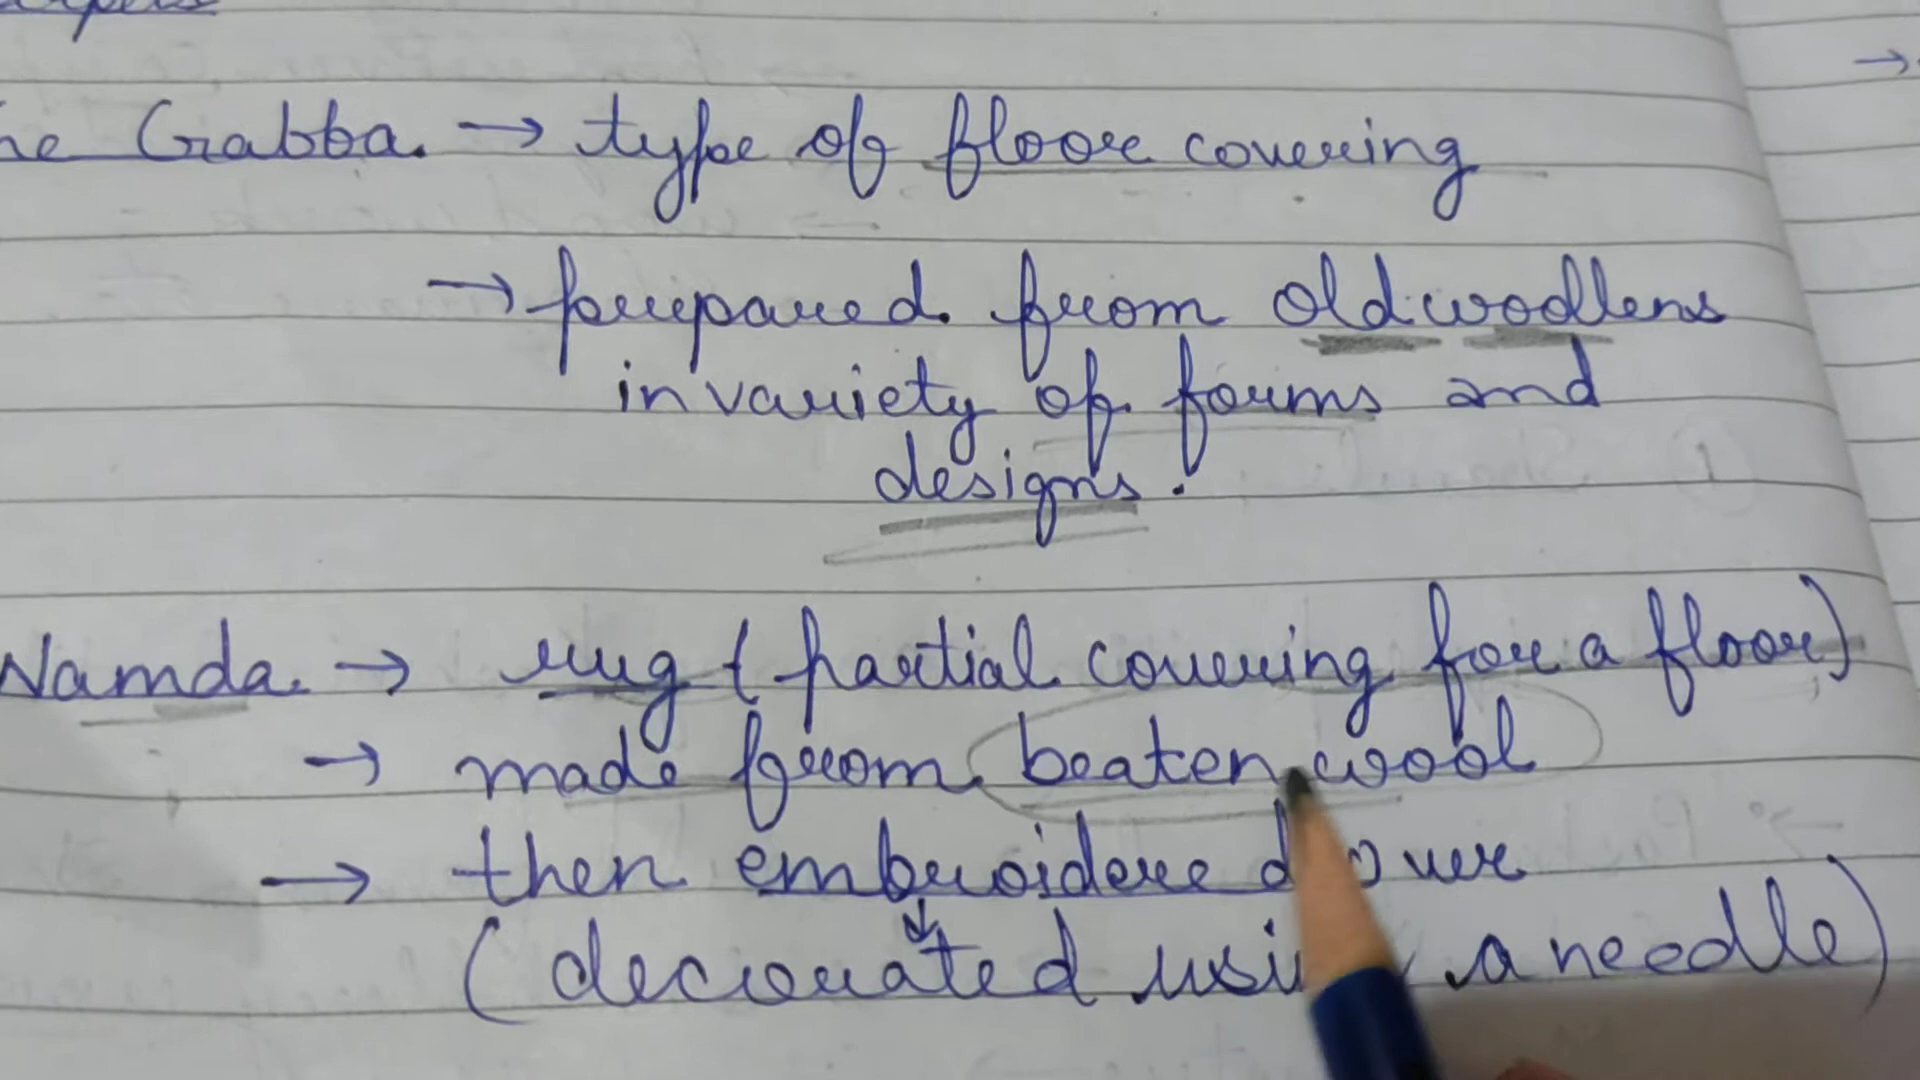 The Gabba. → type of floor covering
→ prepared from old woollens
in variety of forms and
designs.
Namda. → rug ( partial covering for a floor)
→ made from beaten wool
→ then embroidered over
↓
(decorated using a needle)